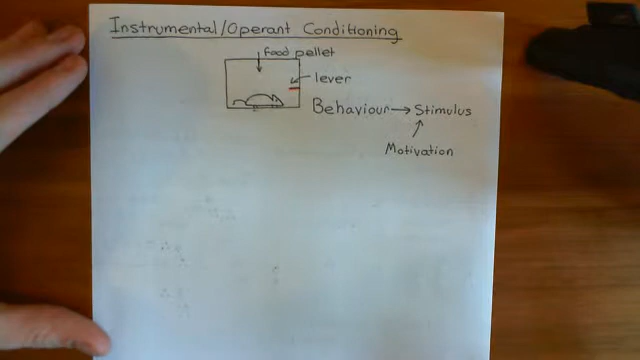 Instrumental/Operant Conditioning
food pellet
lever
Behaviour → Stimulus
Motivation